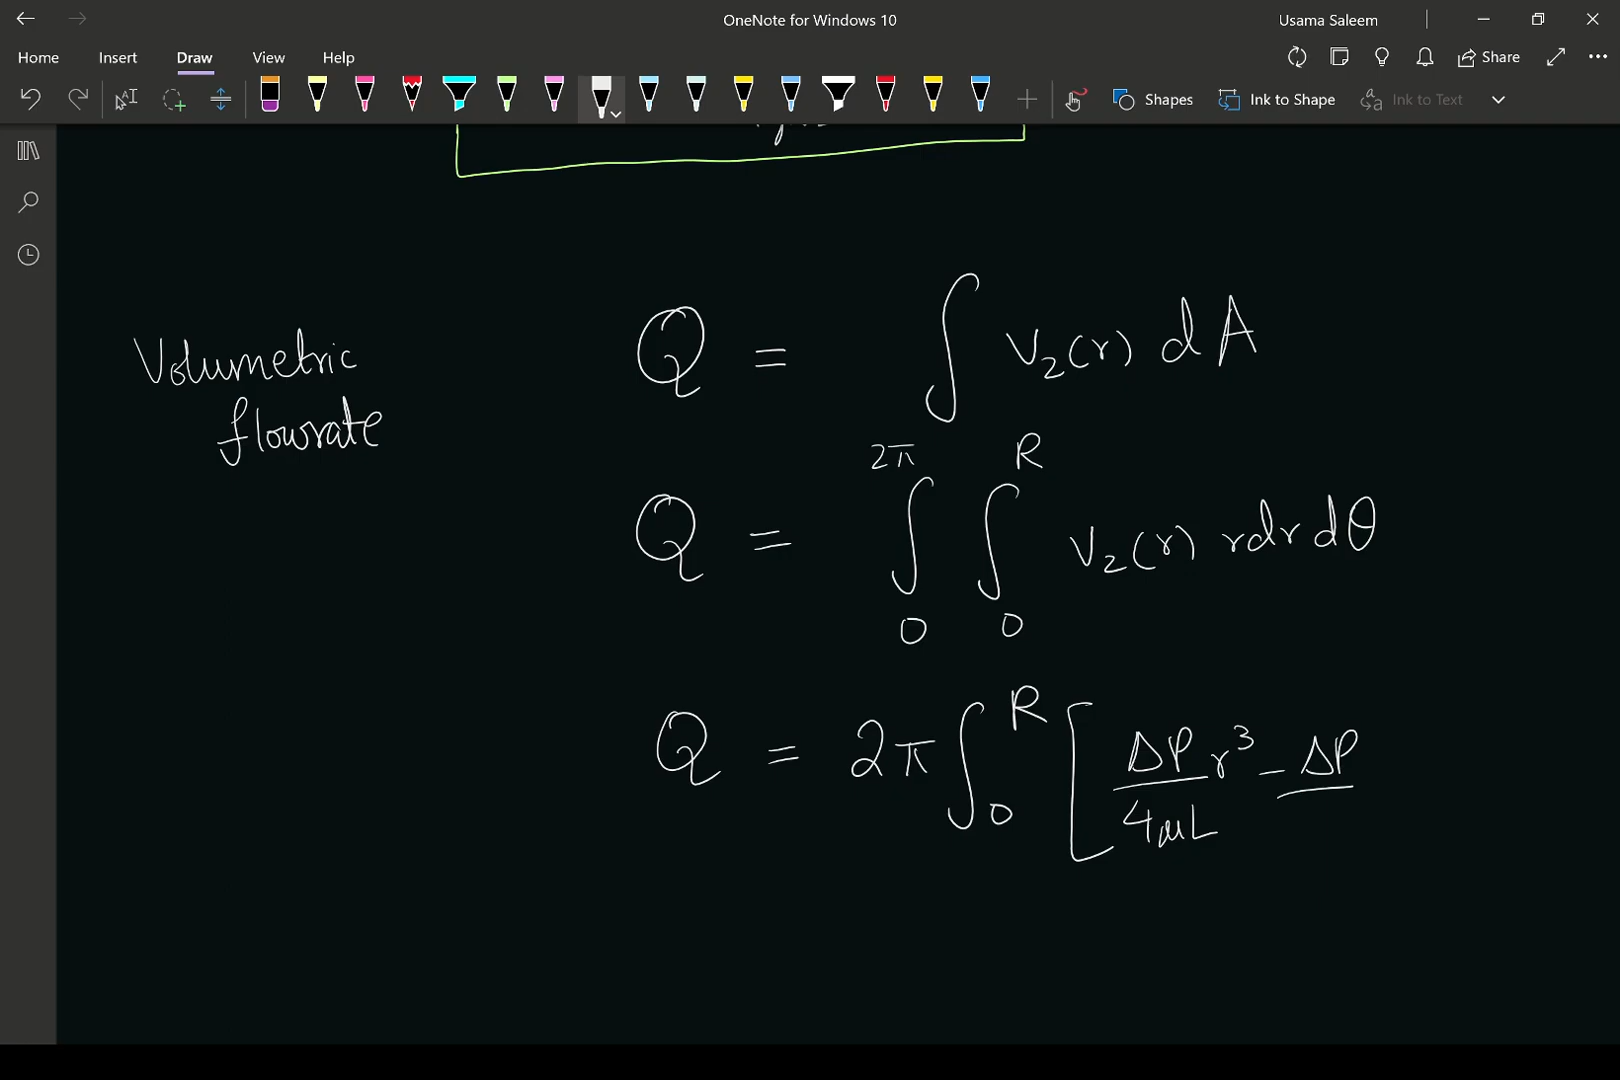 OneNote for Windows 10
Usama Saleem
Home Insert Draw View Help
Share
Shapes Ink to Shape Ink to Text
Volumetric
flowrate
Q = ∫ v_z(r) dA
Q = ∫_0^{2π} ∫_0^R v_z(r) r dr dθ
Q = 2π ∫_0^R [ ΔP/4μL r^3 - ΔP